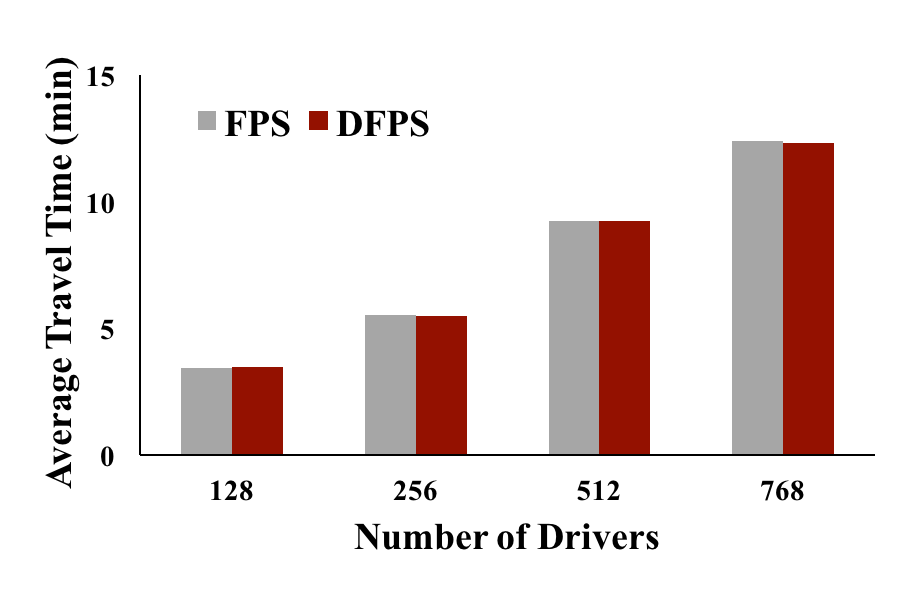 Average Travel Time (min)
15
10
5
0
FPS DFPS
128 256 512 768
Number of Drivers